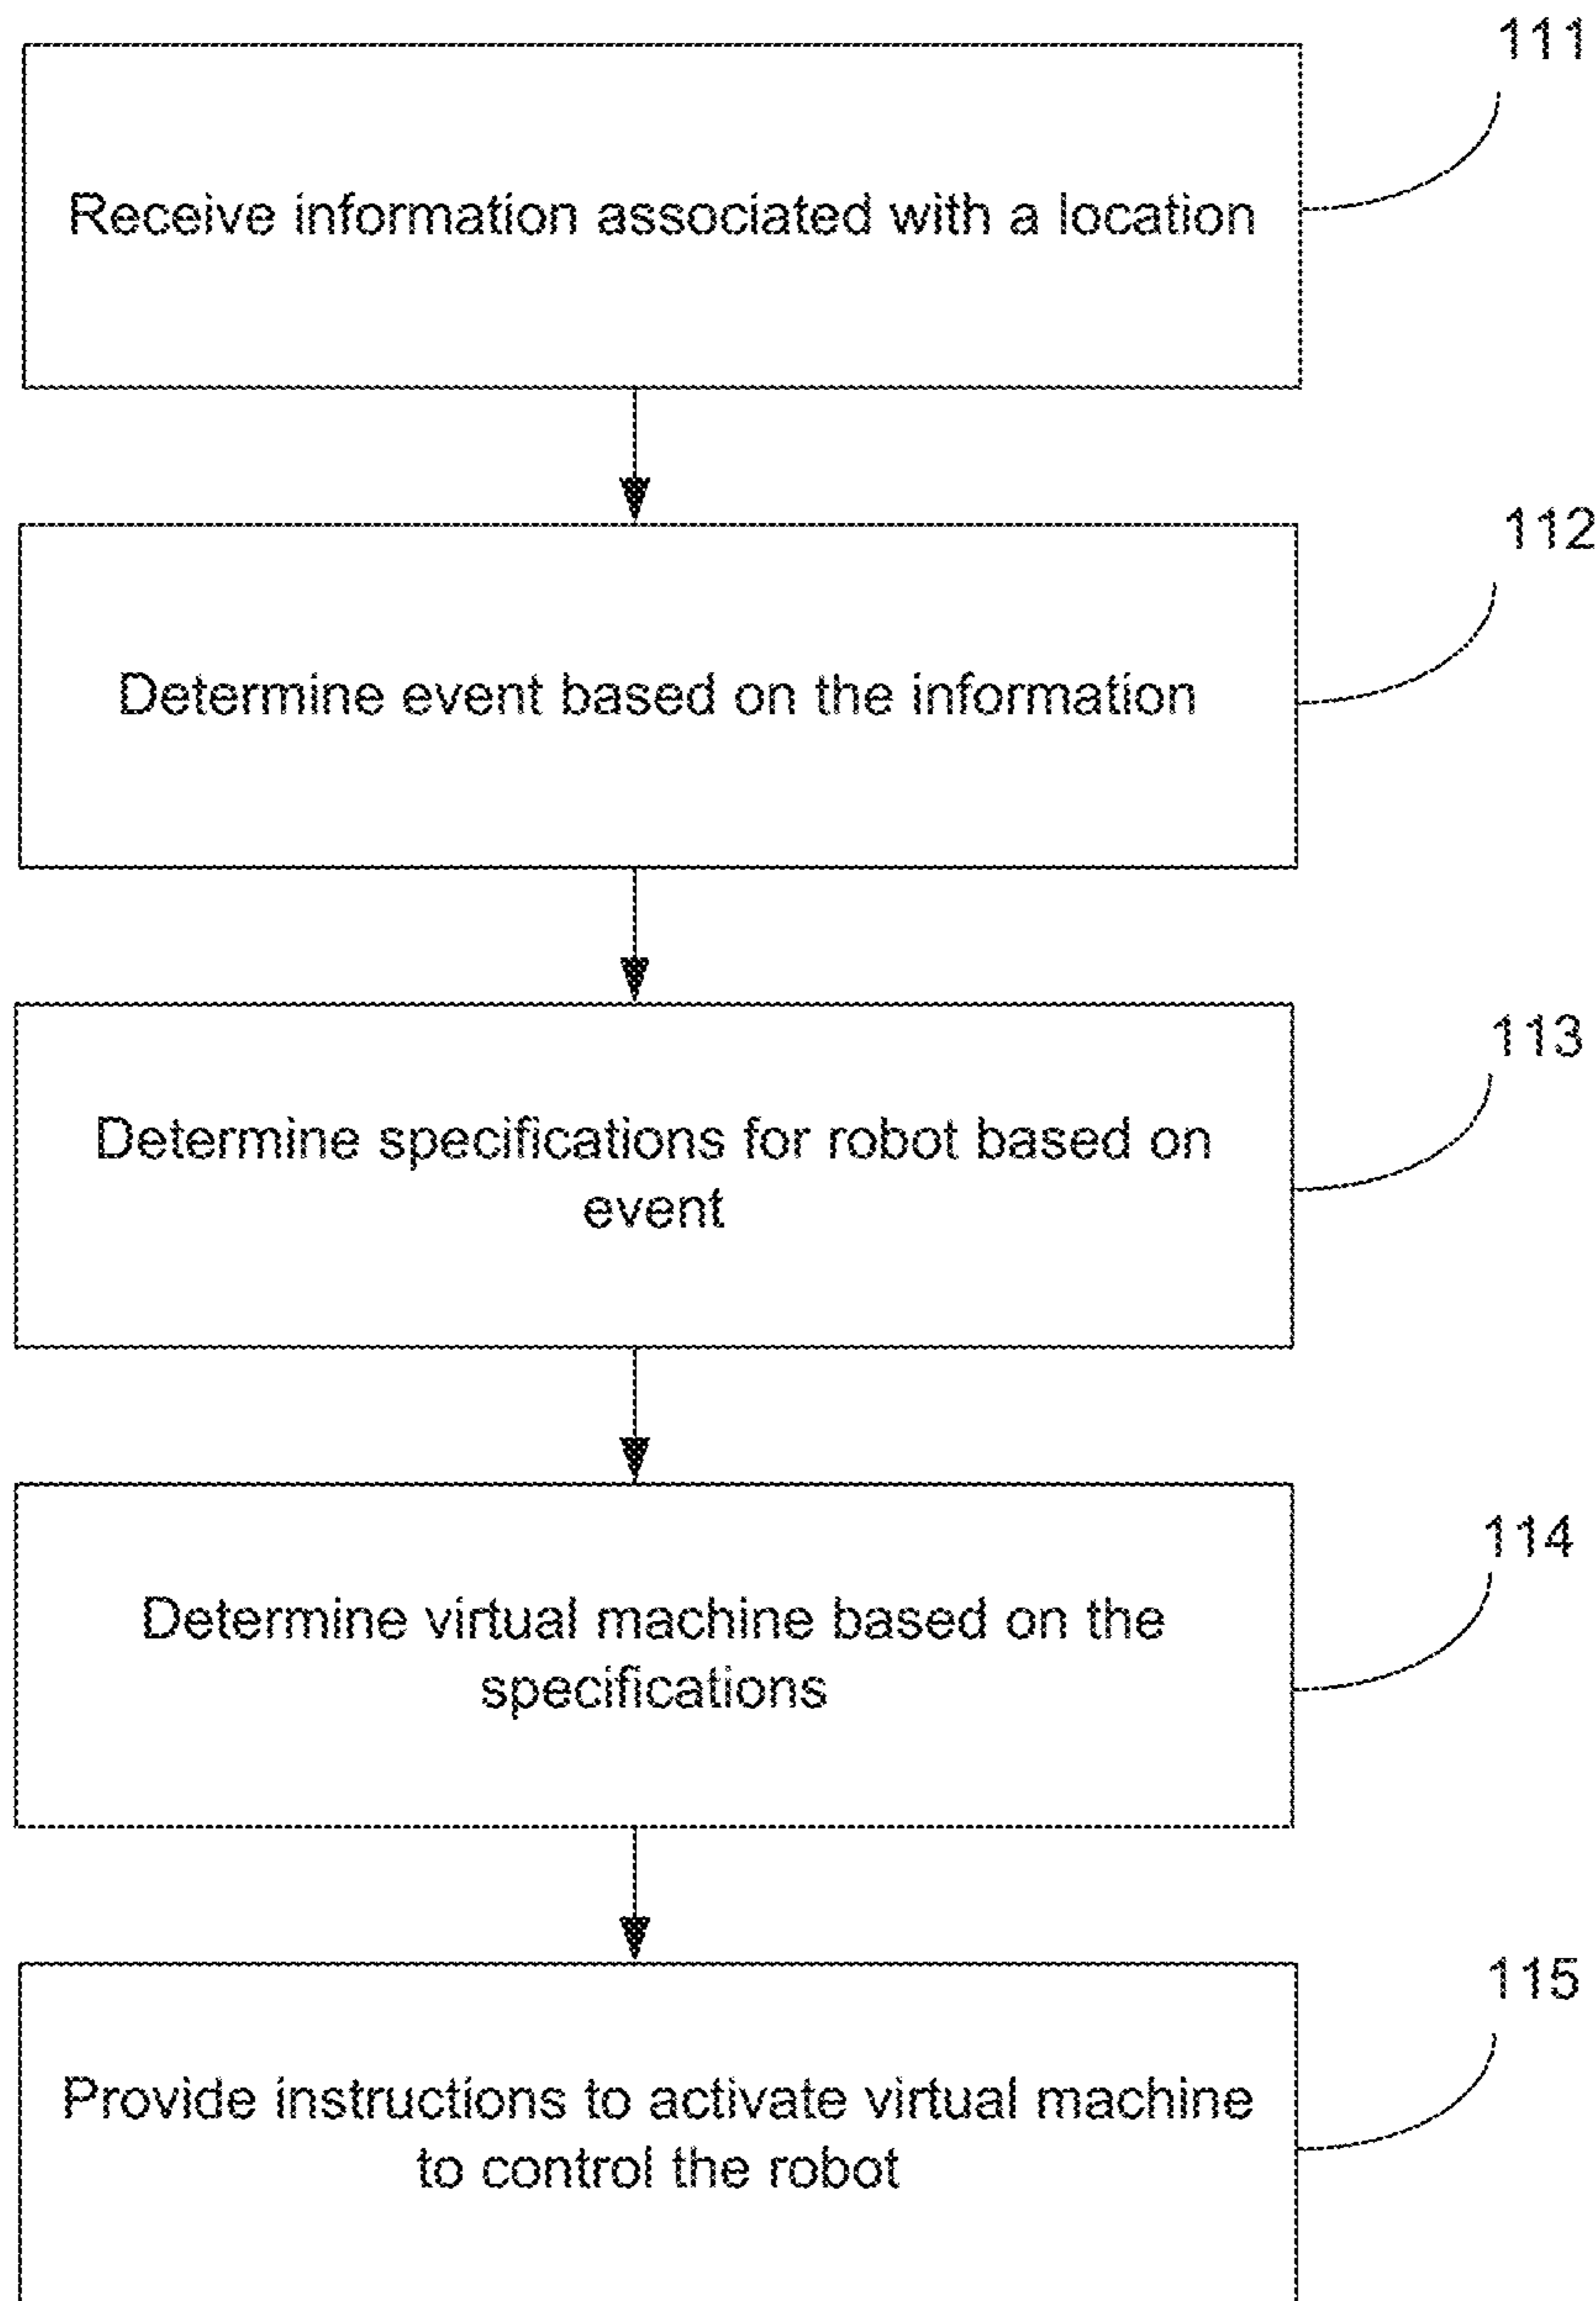 111
Receive information associated with a location
112
Determine event based on the information
113
Determine specifications for robot based on
event
114
Determine virtual machine based on the
specifications
115
Provide instructions to activate virtual machine
to control the robot